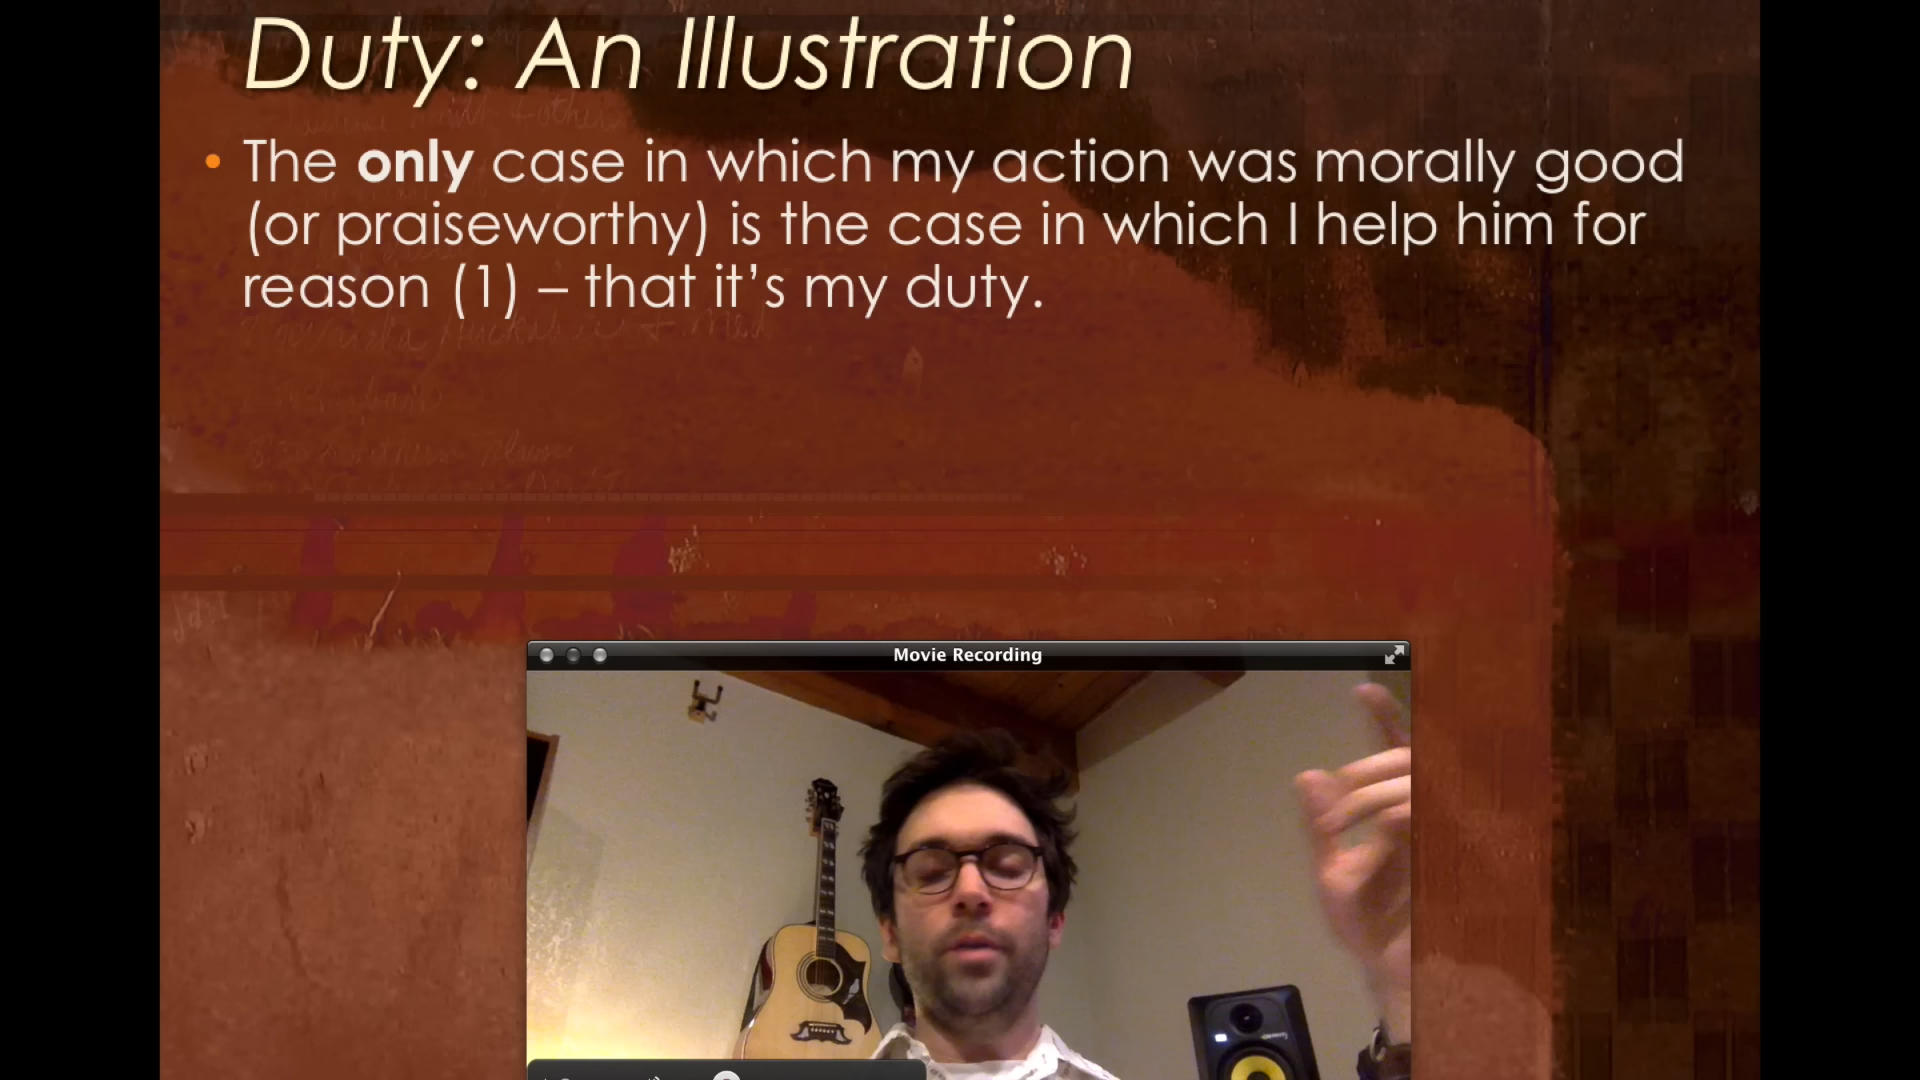 Duty: An Illustration
• The only case in which my action was morally good
(or praiseworthy) is the case in which I help him for
reason (1) – that it's my duty.
Movie Recording